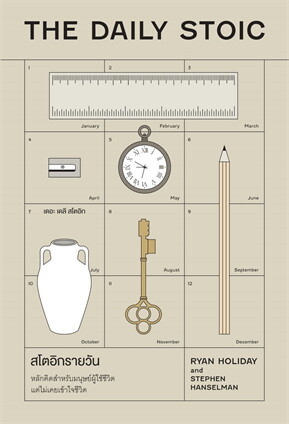 THE DAILY STOIC
1
2
3
January
February
March
4
5
6
April
May
June
7
เดอะ เดลี สโตอิก
8
9
July
August
September
10
11
12
October
November
December
สโตอิกรายวัน
หลักคิดสำหรับมนุษย์ผู้ใช้ชีวิต
แต่ไม่เคยเข้าใจชีวิต
RYAN HOLIDAY
and
STEPHEN
HANSELMAN